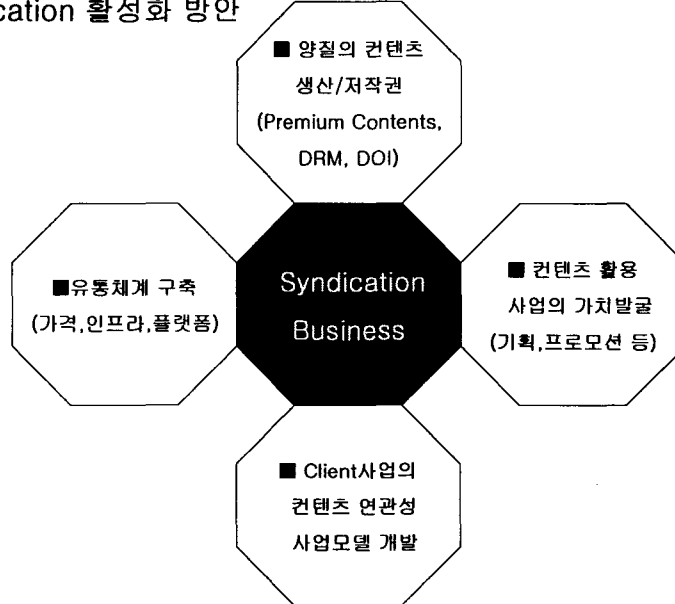 cation 활성화 방안
■ 양질의 컨텐츠
생산/저작권
(Premium Contents,
DRM, DOI)
■유통체계 구축
(가격,인프라,플랫폼)
Syndication
Business
■ 컨텐츠 활용
사업의 가치발굴
(기획,프로모션 등)
■ Client사업의
컨텐츠 연관성
사업모델 개발